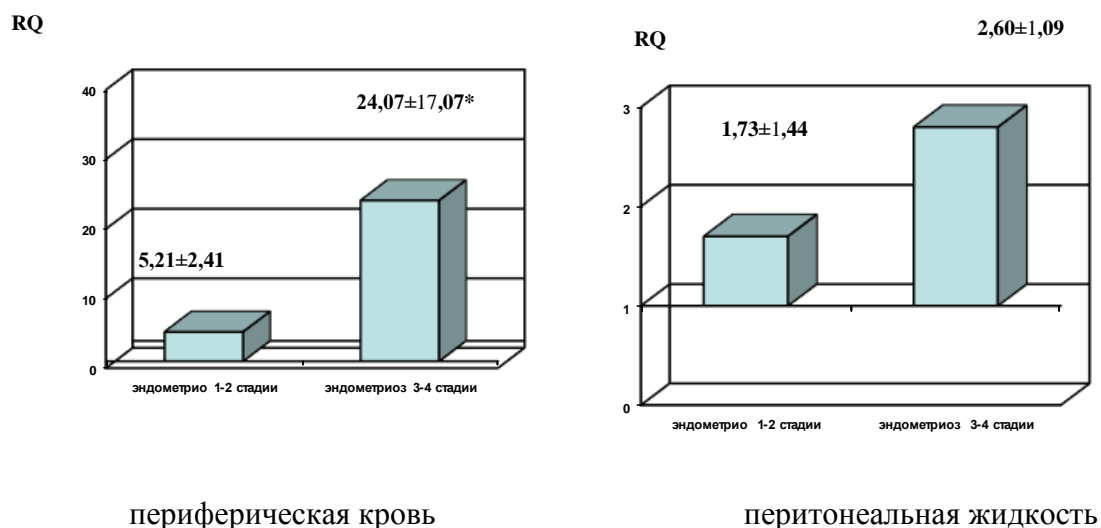 RQ
40
30
20
10
0
24,07±17,07*
5,21±2,41
эндометрио 1-2 стадии
эндометриоз 3-4 стадии
периферическая кровь
RQ
2,60±1,09
3
2
1
0
1,73±1,44
эндометрио 1-2 стадии
эндометриоз 3-4 стадии
перитонеальная жидкость